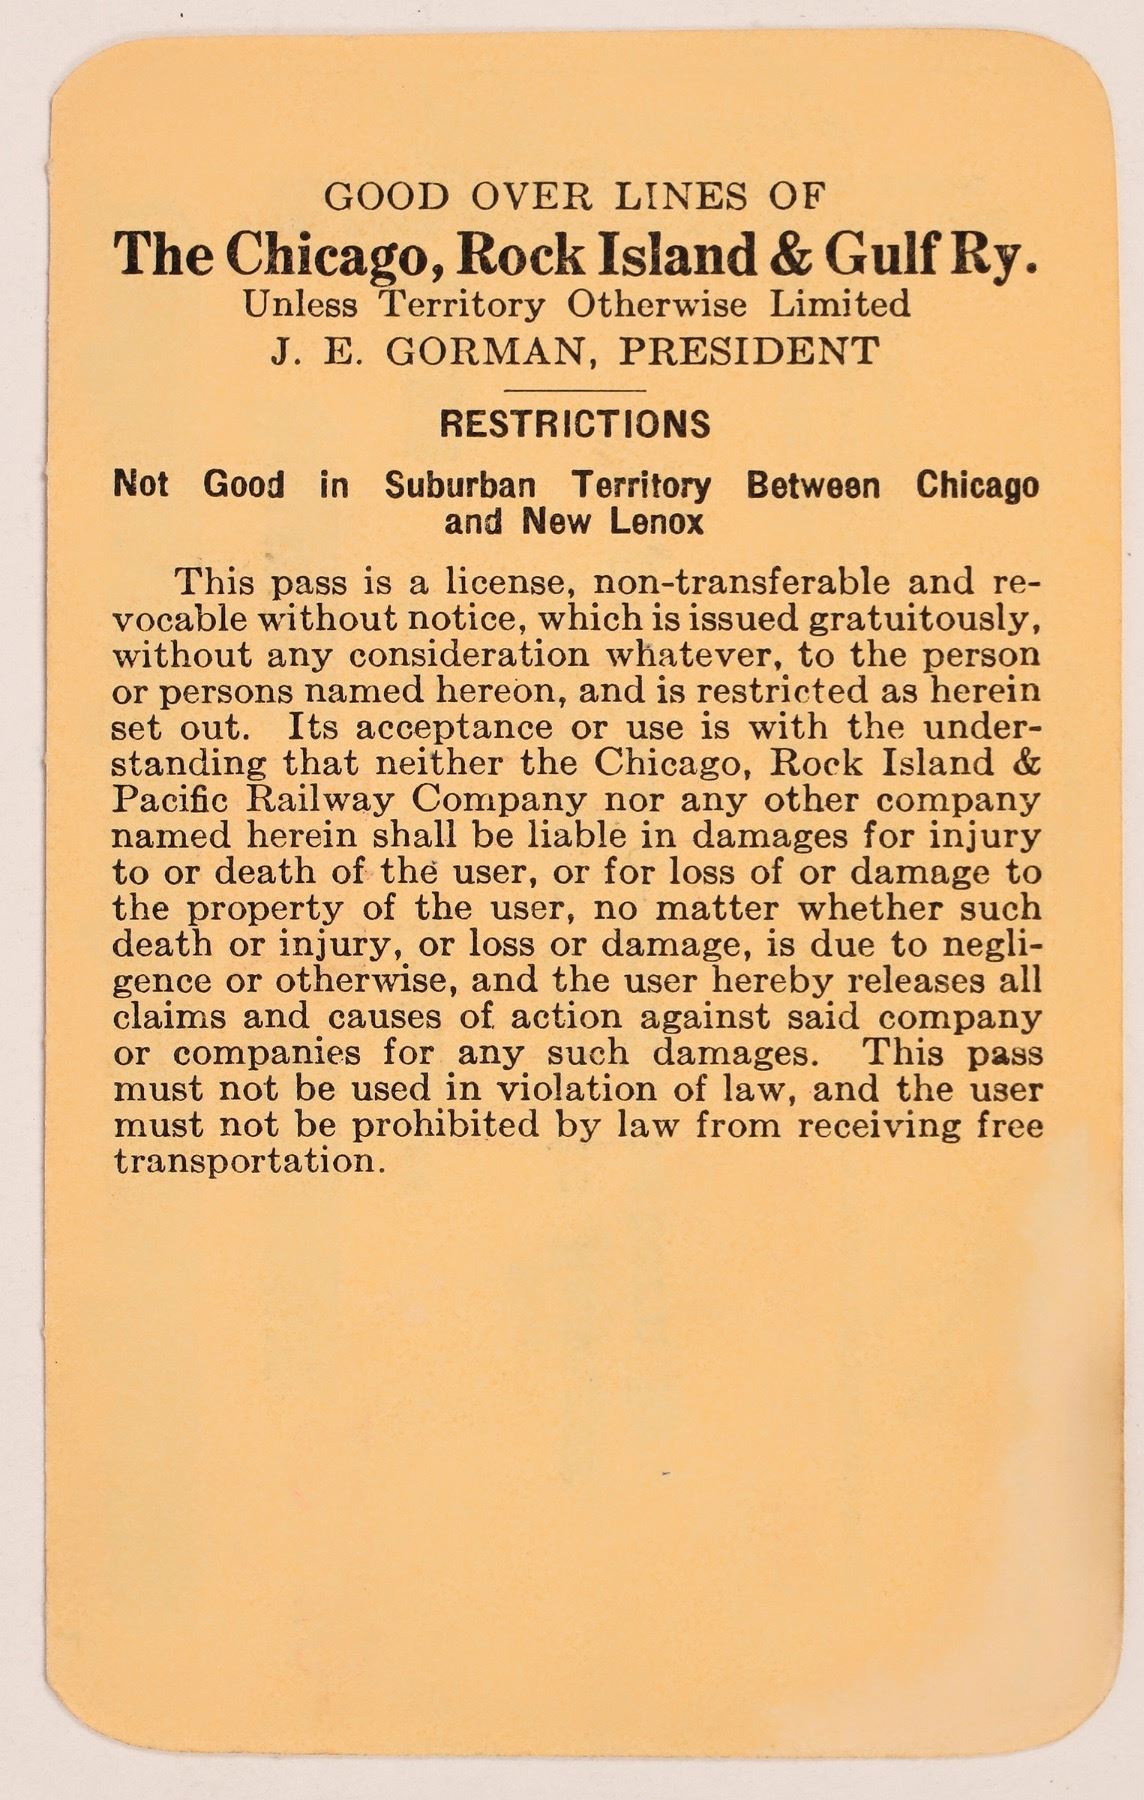 GOOD OVER LINES OF
The Chicago, Rock Island & Gulf Ry.
Unless Territory Otherwise Limited
J. E. GORMAN, PRESIDENT
RESTRICTIONS
Not Good in Suburban Territory Between Chicago
and New Lenox
This pass is a license, non-transferable and re-
vocable without notice, which is issued gratuitously,
without any consideration whatever, to the person
or persons named hereon, and is restricted as herein
set out. Its acceptance or use is with the under-
standing that neither the Chicago, Rock Island &
Pacific Railway Company nor any other company
named herein shall be liable in damages for injury
to or death of the user, or for loss of or damage to
the property of the user, no matter whether such
death or injury, or loss or damage, is due to negli-
gence or otherwise, and the user hereby releases all
claims and causes of action against said company
or companies for any such damages. This pass
must not be used in violation of law, and the user
must not be prohibited by law from receiving free
transportation.